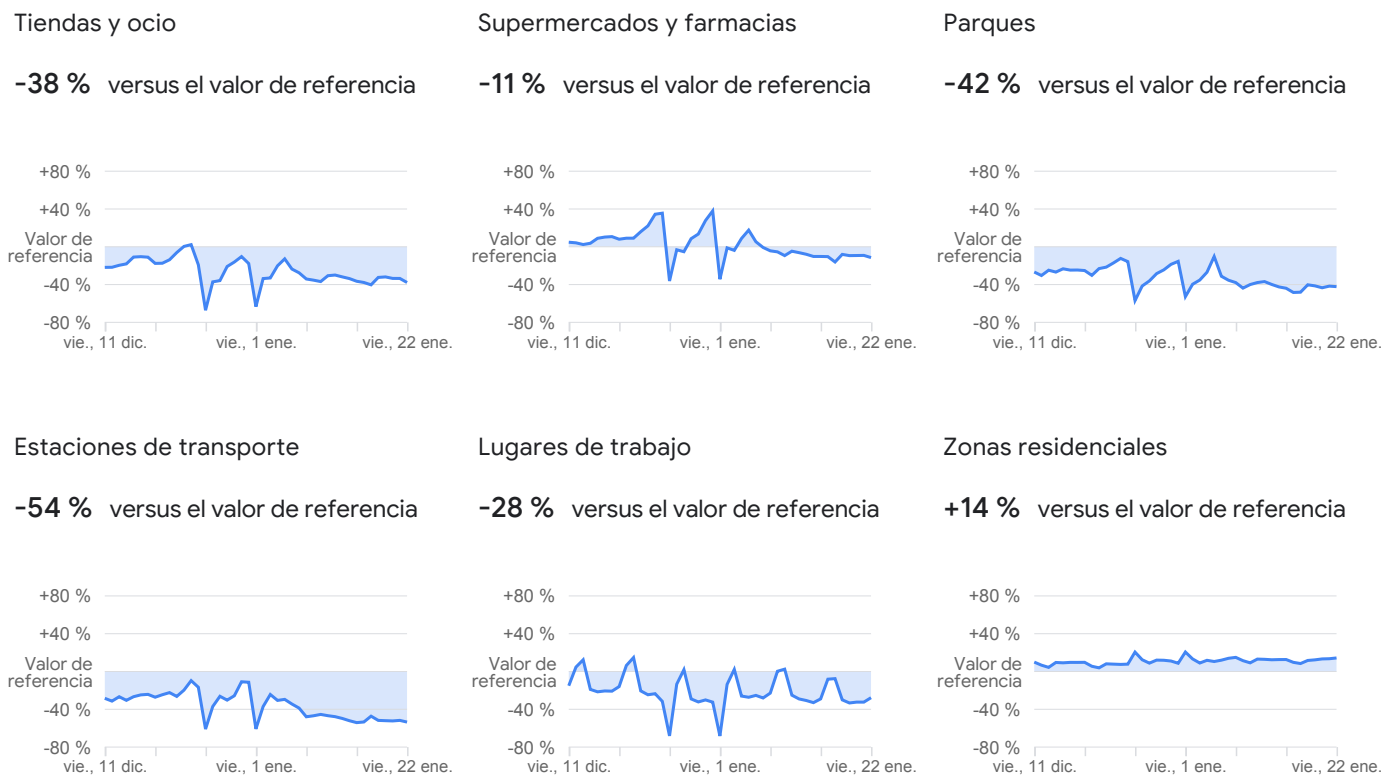 Tiendas y ocio
-38 % versus el valor de referencia
+80 %
+40 %
Valor de
referencia
-40 %
-80 %
vie., 11 dic.
vie., 1 ene.
vie., 22 ene.
Supermercados y farmacias
-11 % versus el valor de referencia
+80 %
+40 %
Valor de
referencia
-40 %
-80 %
vie., 11 dic.
vie., 1 ene.
vie., 22 ene.
Parques
-42 % versus el valor de referencia
+80 %
+40 %
Valor de
referencia
-40 %
-80 %
vie., 11 dic.
vie., 1 ene.
vie., 22 ene.
Estaciones de transporte
-54 % versus el valor de referencia
+80 %
+40 %
Valor de
referencia
-40 %
-80 %
vie., 11 dic.
vie., 1 ene.
vie., 22 ene.
Lugares de trabajo
-28 % versus el valor de referencia
+80 %
+40 %
Valor de
referencia
-40 %
-80 %
vie., 11 dic.
vie., 1 ene.
vie., 22 ene.
Zonas residenciales
+14 % versus el valor de referencia
+80 %
+40 %
Valor de
referencia
-40 %
-80 %
vie., 11 dic.
vie., 1 ene.
vie., 22 ene.